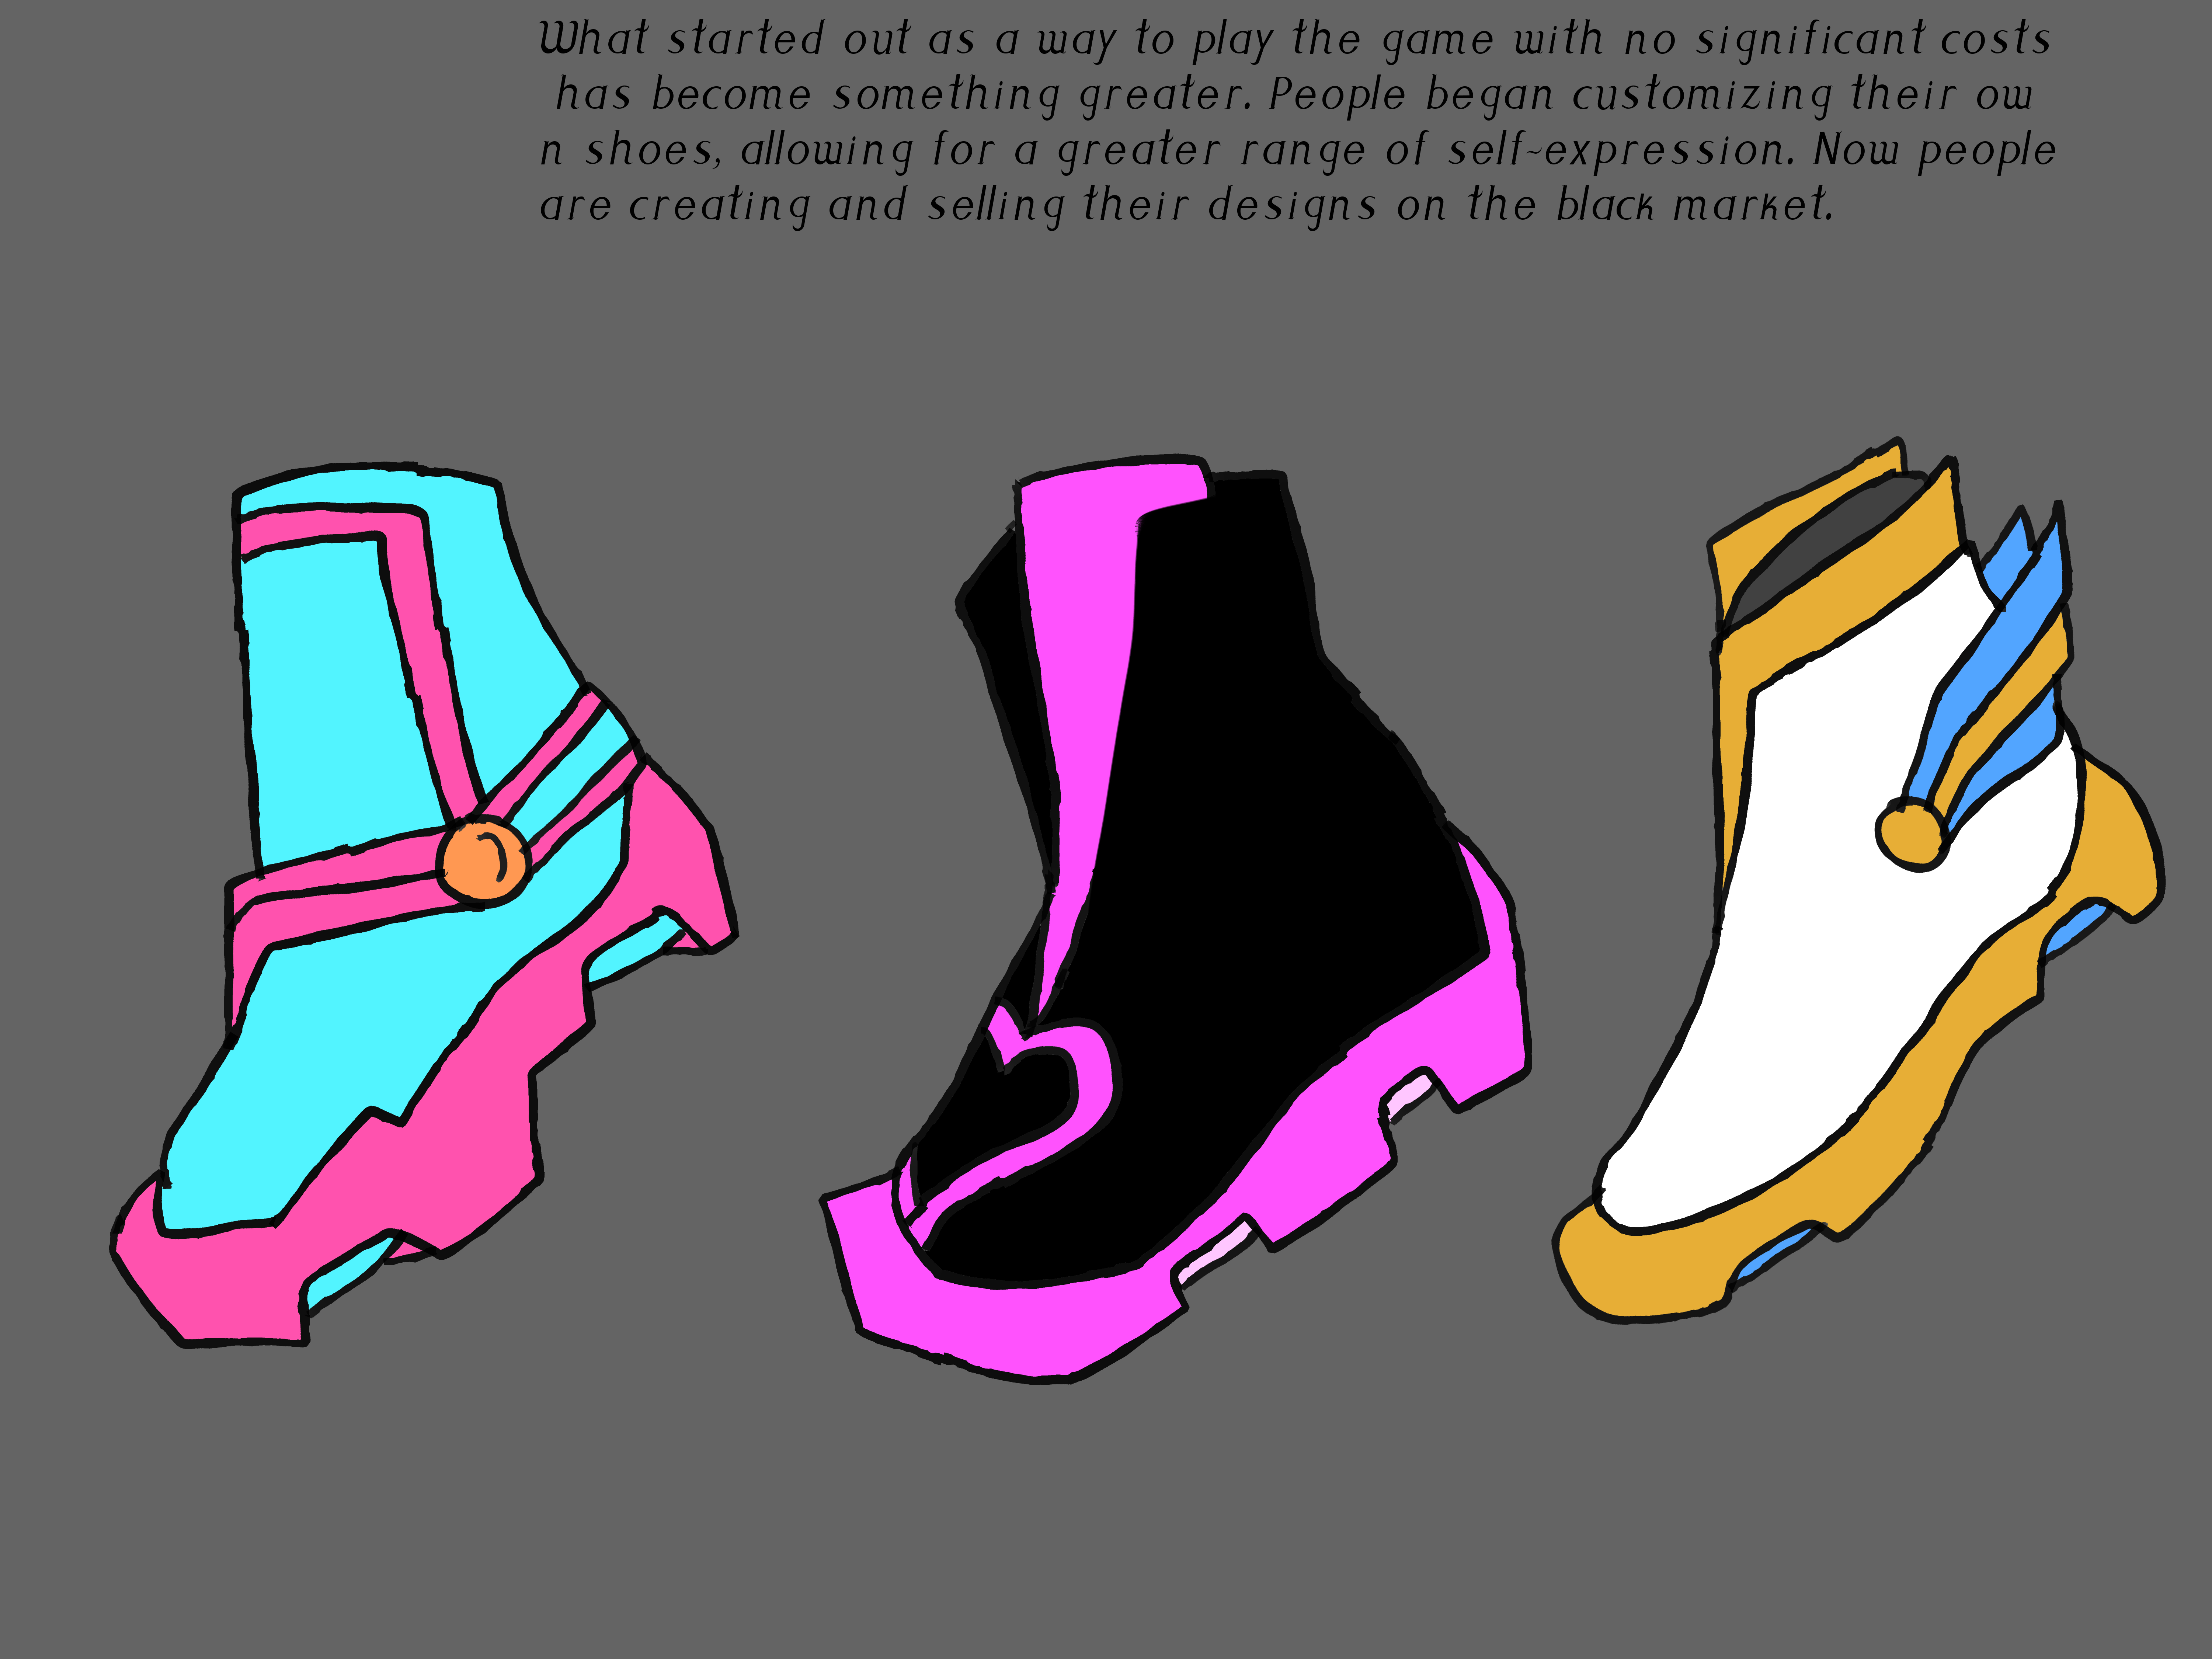 What started out as a way to play the game with no significant costs
has become something greater. People began customizing their ow
n shoes, allowing for a greater range of self-expression. Now people
are creating and selling their designs on the black market.